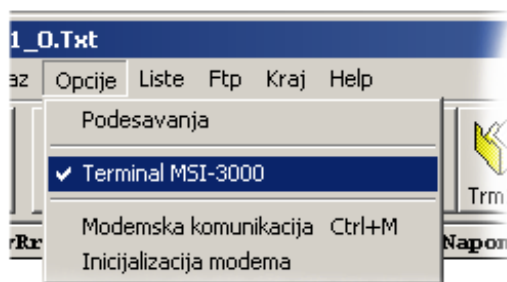 1_0.Txt
az Opcije Liste Ftp Kraj Help
Podesavanja
Terminal MSI-3000
Trm
Modemska komunikacija Ctrl+M
rRr Napon
Inicijalizacija modema